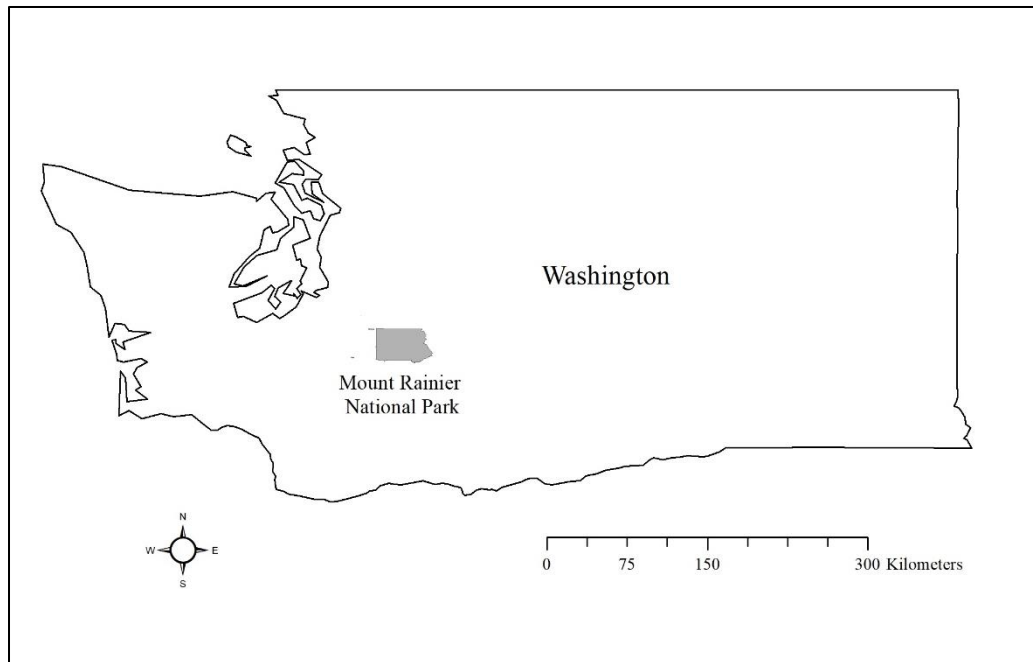 Washington
Mount Rainier
National Park
N
W E
S
0 75 150 300 Kilometers